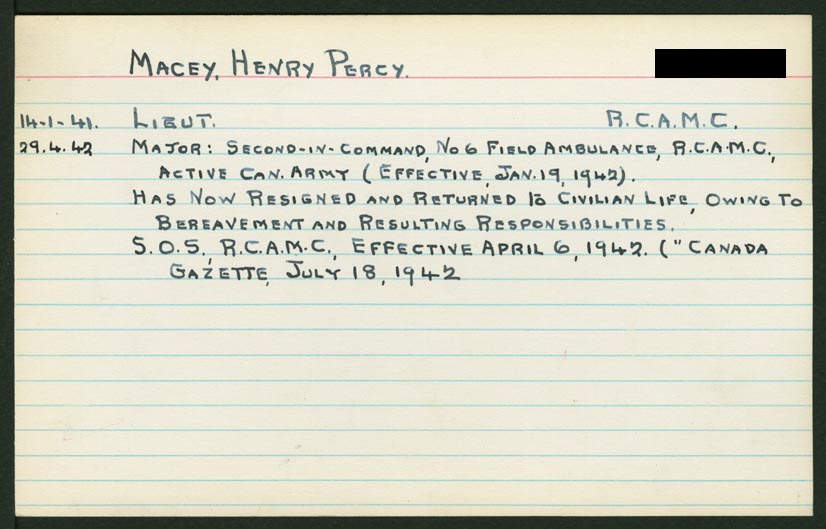 MACEY, HENRY PERCY.
14-1-41. LIEUT. R.C.A.M.C.
29.4.42 MAJOR: SECOND-IN-COMMAND, No 6 FIELD AMBULANCE, R.C.A.M.C.,
ACTIVE CAN. ARMY (EFFECTIVE, JAN. 19, 1942).
HAS NOW RESIGNED AND RETURNED TO CIVILIAN LIFE, OWING TO
BEREAVEMENT AND RESULTING RESPONSIBILITIES.
S.O.S., R.C.A.M.C., EFFECTIVE APRIL 6, 1942. ("CANADA
GAZETTE, JULY 18, 1942